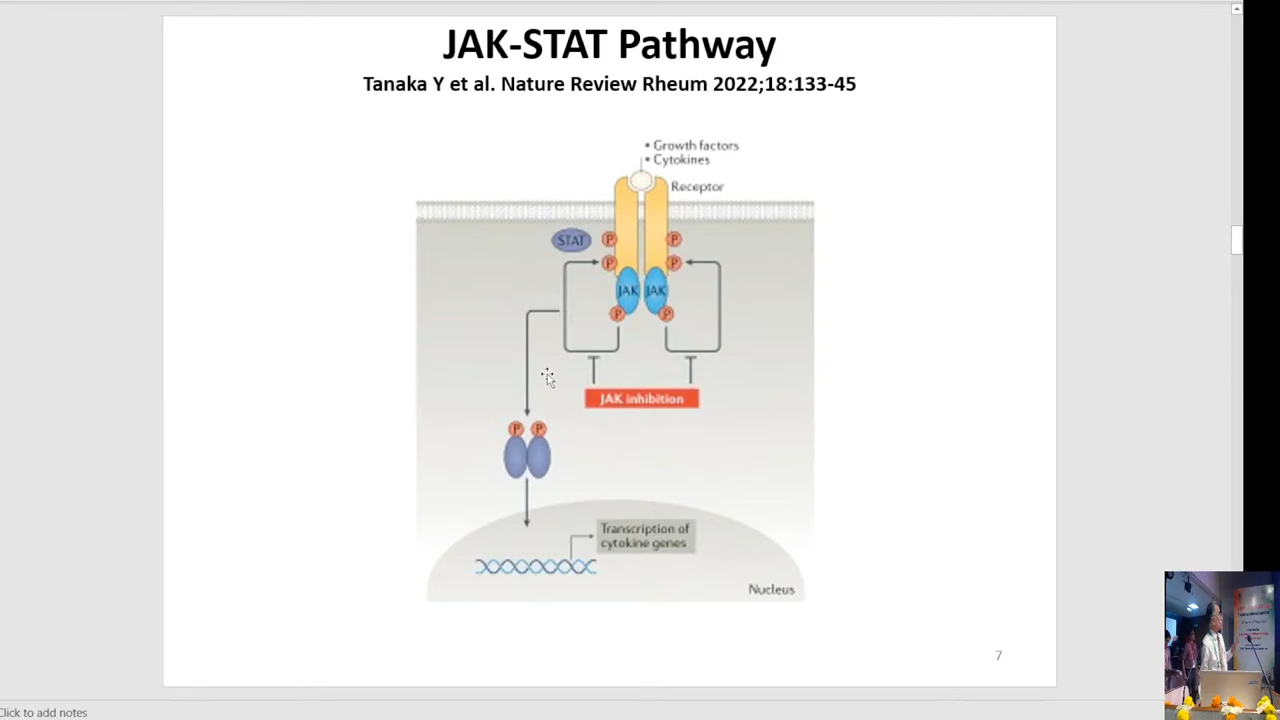 JAK-STAT Pathway
Tanaka Y et al. Nature Review Rheum 2022;18:133-45
• Growth factors
• Cytokines
Receptor
STAT
P
P
P
P
JAK
JAK
P
P
JAK inhibition
P
P
Transcription of
cytokine genes
Nucleus
7
Click to add notes